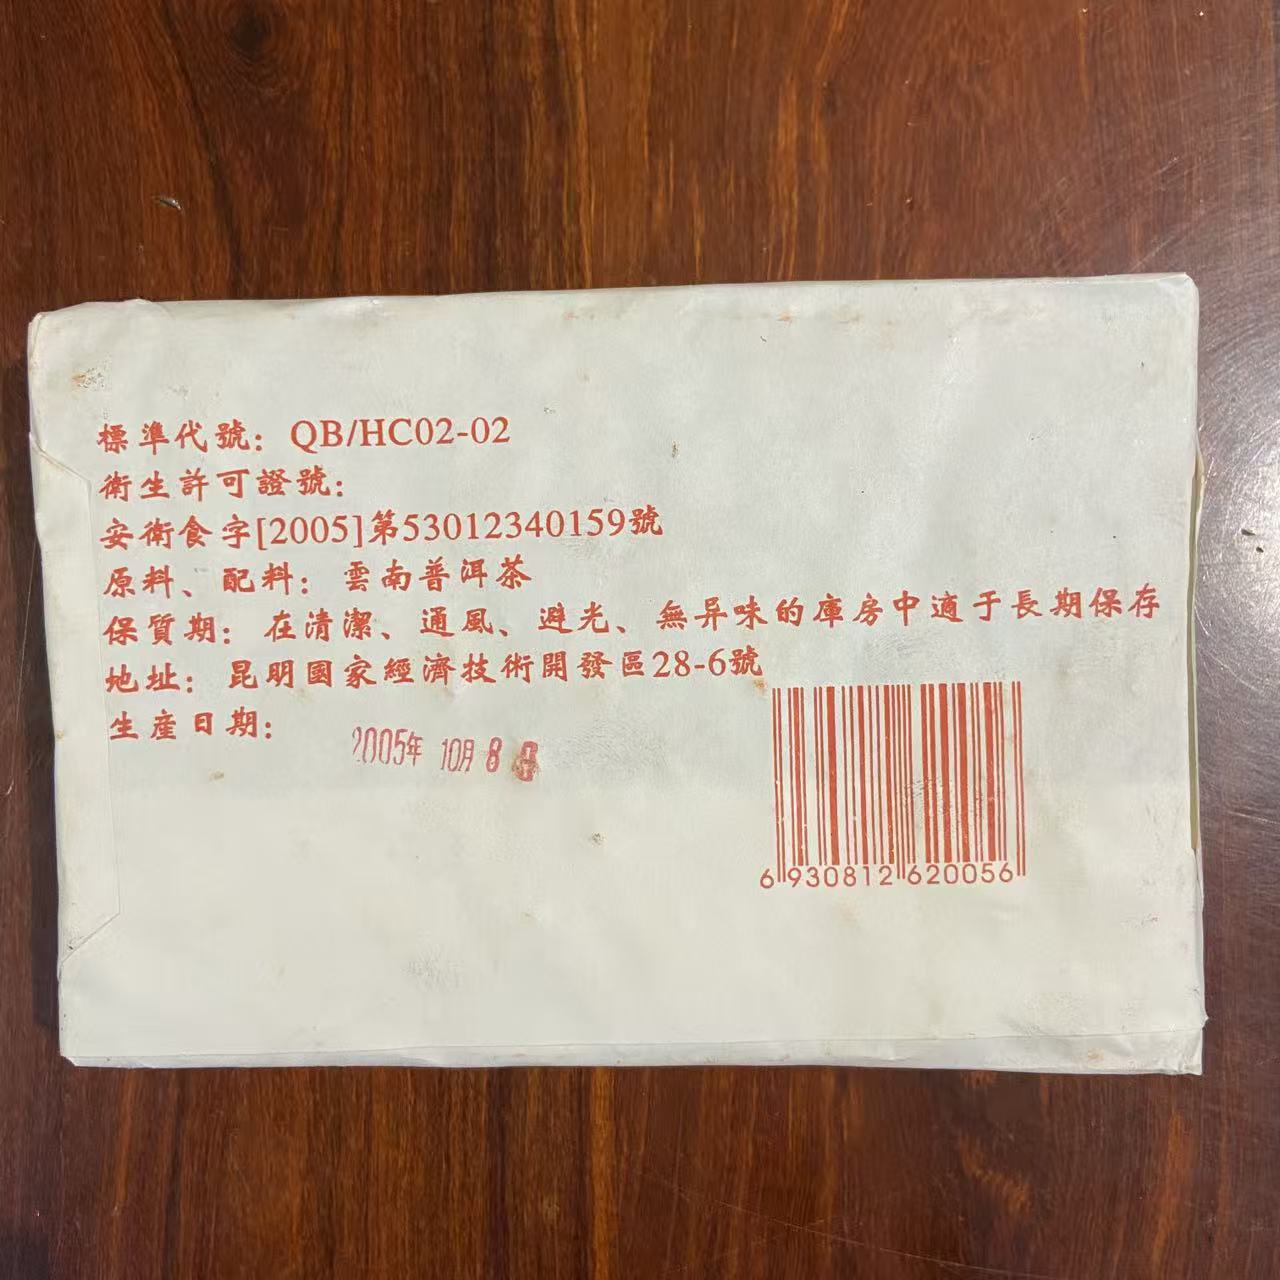 標準代號：QB/HC02-02
衛生許可證號：
安衛食字[2005]第53012340159號
原料、配料：雲南普洱茶
保質期：在清潔、通風、避光、無异味的庫房中適于長期保存
地址：昆明國家經濟技術開發區28-6號
生産日期：
2005年 10月 8
6 930812 620056